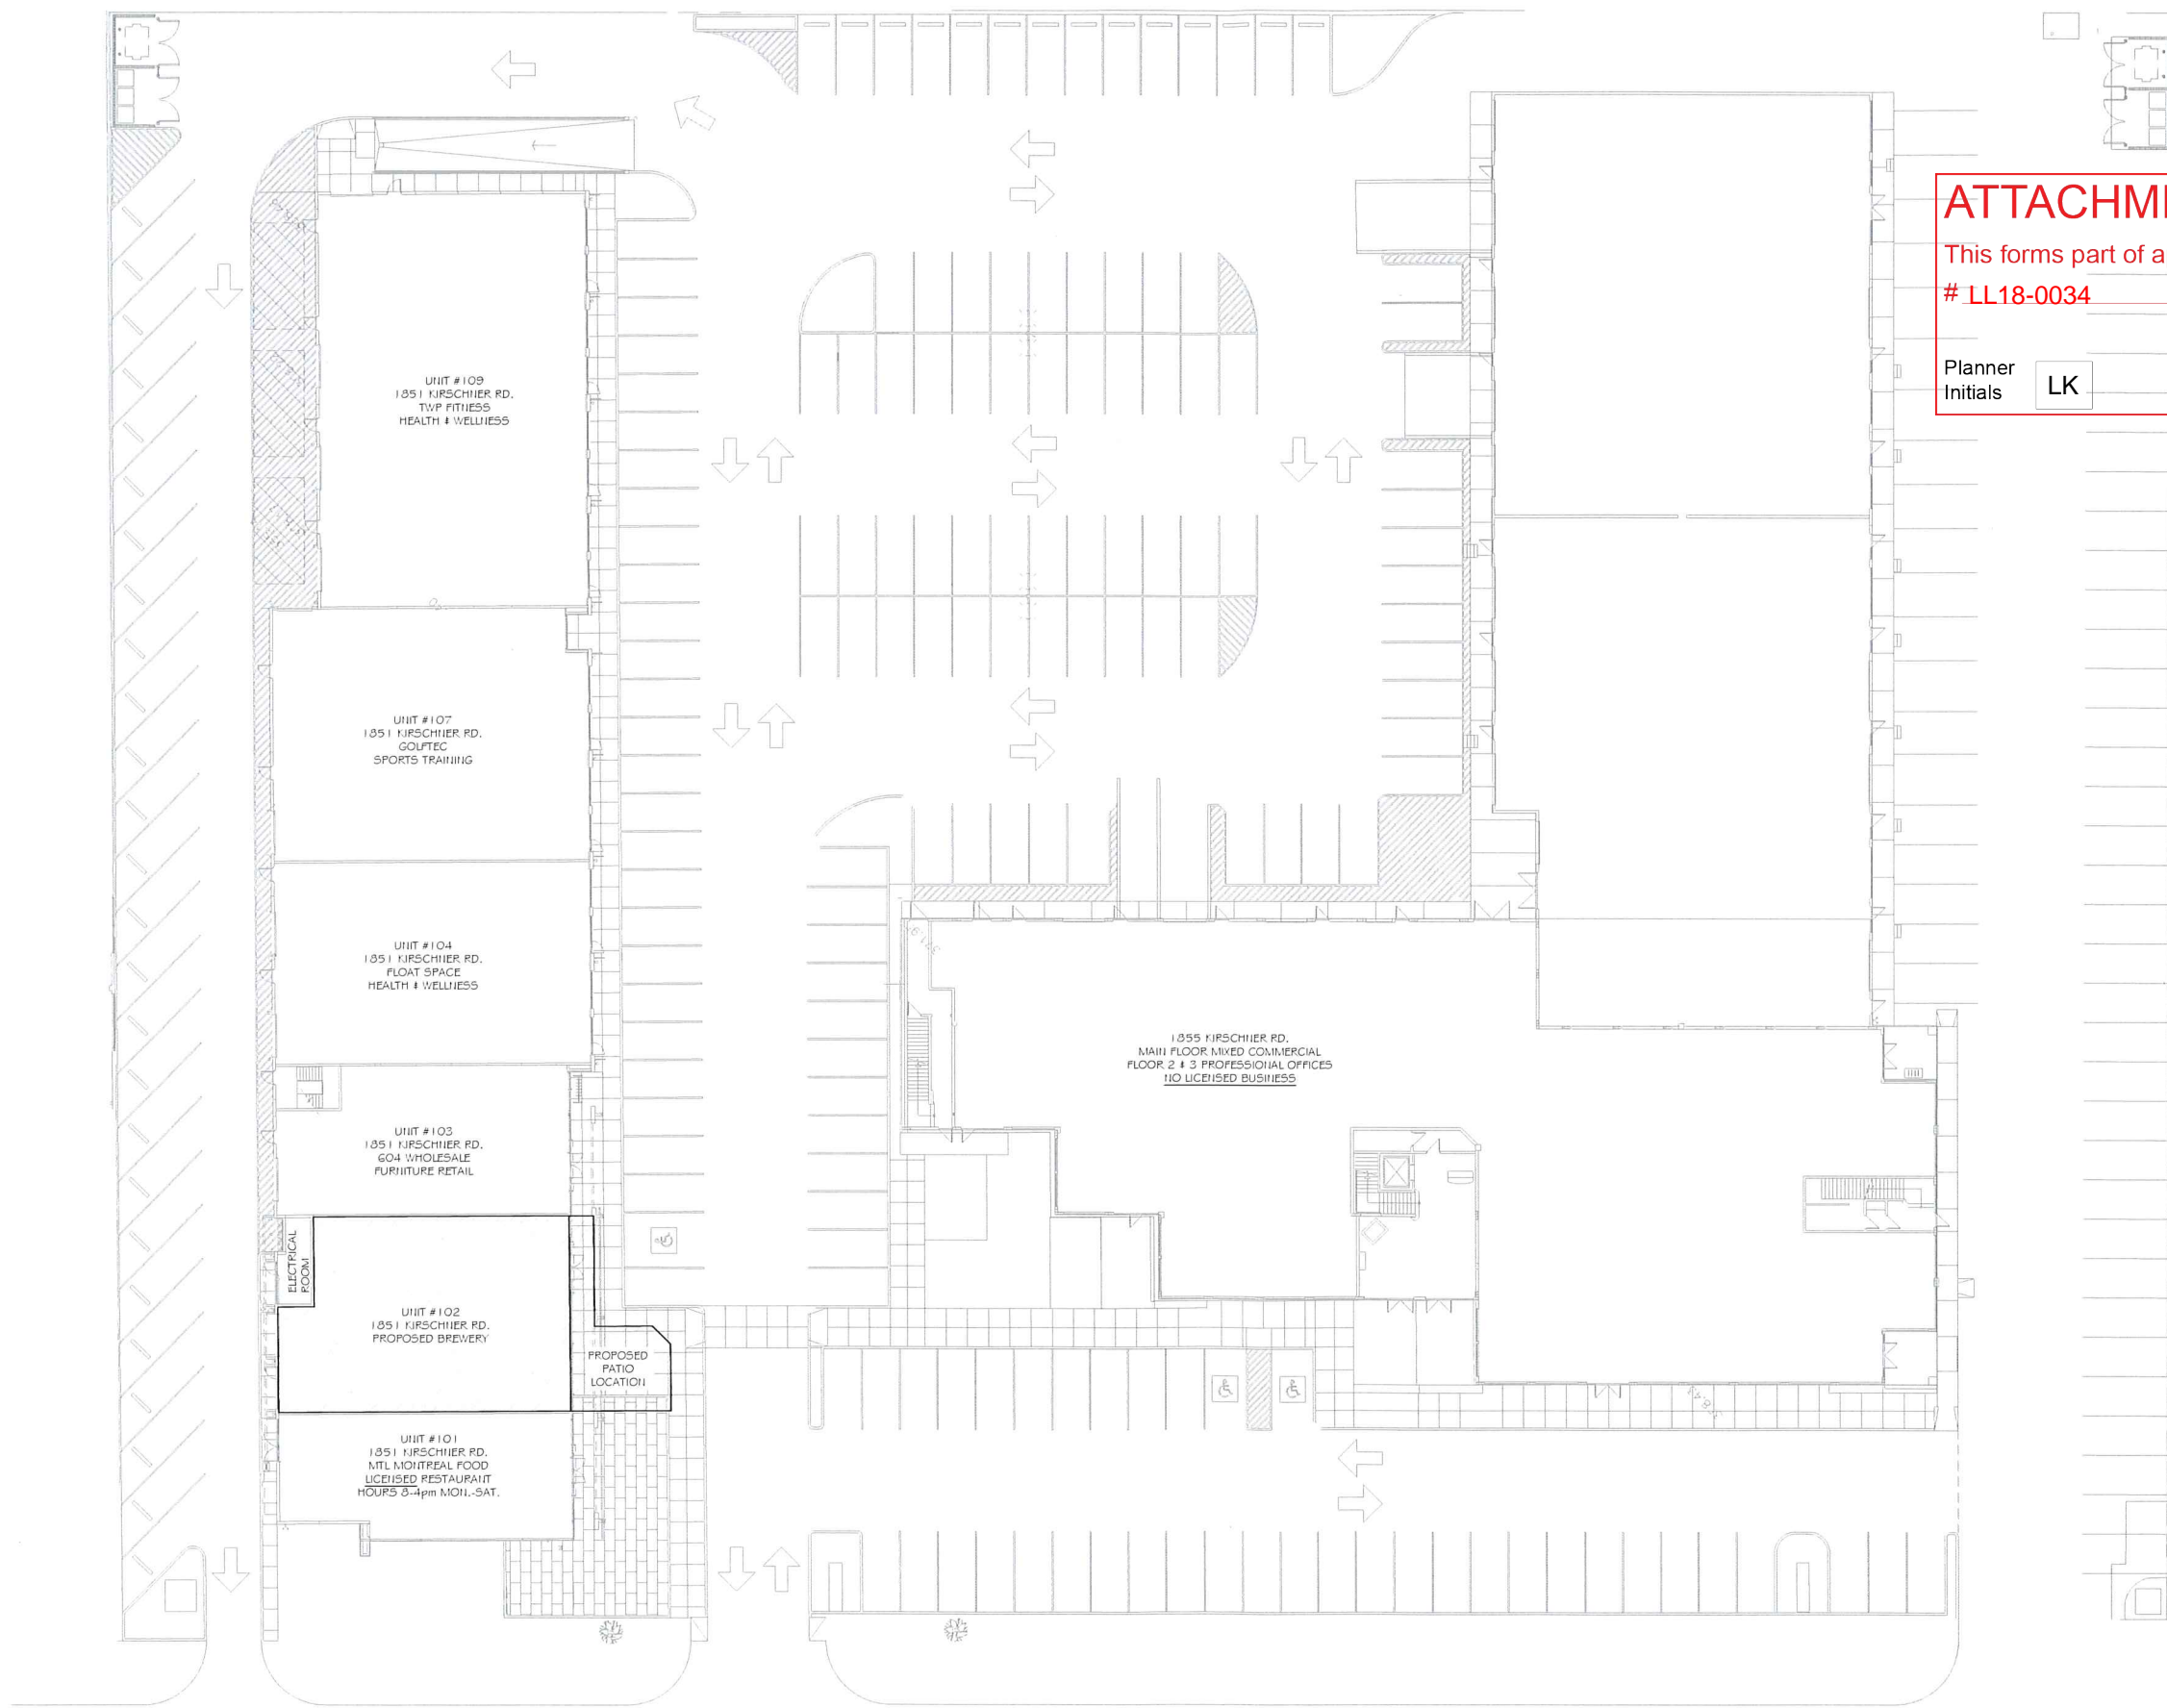 ATTACHM
This forms part of a
# LL18-0034
Planner
Initials
LK
UNIT #109
1851 KIRSCHNER RD.
TWP FITNESS
HEALTH & WELLNESS
UNIT #107
1851 KIRSCHNER RD.
GOLFTEC
SPORTS TRAINING
UNIT #104
1851 KIRSCHNER RD.
FLOAT SPACE
HEALTH & WELLNESS
1855 KIRSCHNER RD.
MAIN FLOOR MIXED COMMERCIAL
FLOOR 2 & 3 PROFESSIONAL OFFICES
NO LICENSED BUSINESS
UNIT #103
1851 KIRSCHNER RD.
604 WHOLESALE
FURNITURE RETAIL
ELECTRICAL
ROOM
UNIT #102
1851 KIRSCHNER RD.
PROPOSED BREWERY
PROPOSED
PATIO
LOCATION
UNIT #101
1851 KIRSCHNER RD.
MTL MONTREAL FOOD
LICENSED RESTAURANT
HOURS 8-4pm MON.-SAT.